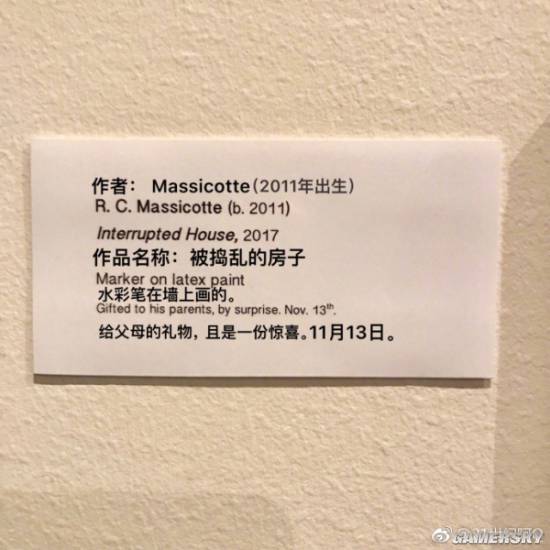 作者： Massicotte(2011年出生)
R. C. Massicotte (b. 2011)
Interrupted House, 2017
作品名称：被捣乱的房子
Marker on latex paint
水彩笔在墙上画的。
Gifted to his parents, by surprise. Nov. 13th.
给父母的礼物，且是一份惊喜。11月13日。
GAMERSKY